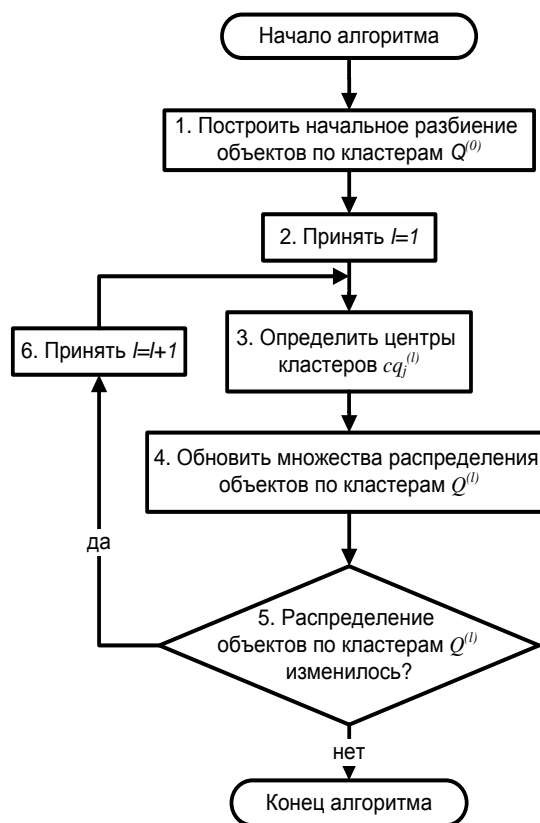 Начало алгоритма
1. Построить начальное разбиение
объектов по кластерам Q^(0)
2. Принять l=1
3. Определить центры
кластеров cq_j^(l)
6. Принять l=l+1
4. Обновить множества распределения
объектов по кластерам Q^(l)
да
5. Распределение
объектов по кластерам Q^(l)
изменилось?
нет
Конец алгоритма